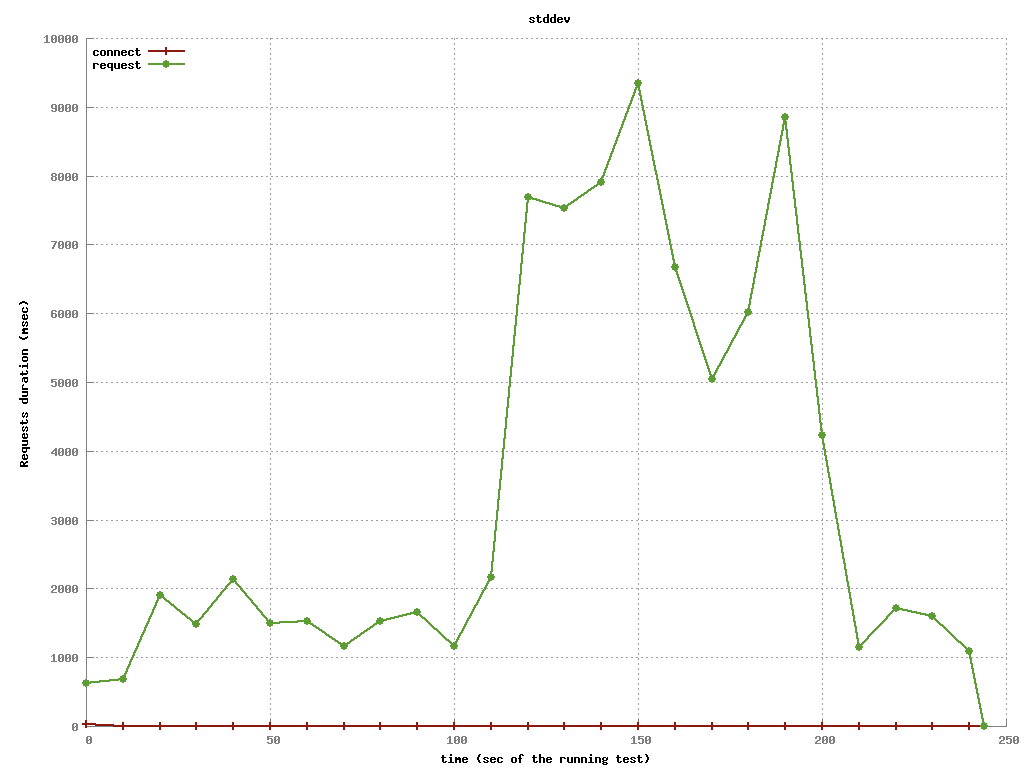 stddev
10000
connect
request
9000
8000
7000
6000
5000
4000
3000
2000
1000
0
Requests duration (msec)
0 50 100 150 200 250
time (sec of the running test)